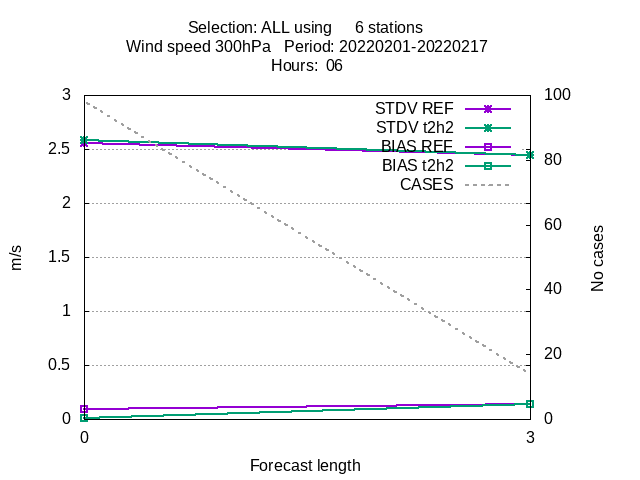 Selection: ALL using     6 stations
Wind speed 300hPa   Period: 20220201-20220217
Hours:  06
3
2.5
2
1.5
1
0.5
0
100
80
60
40
20
0
STDV REF
STDV t2h2
BIAS REF
BIAS t2h2
CASES
m/s
No cases
0
3
Forecast length